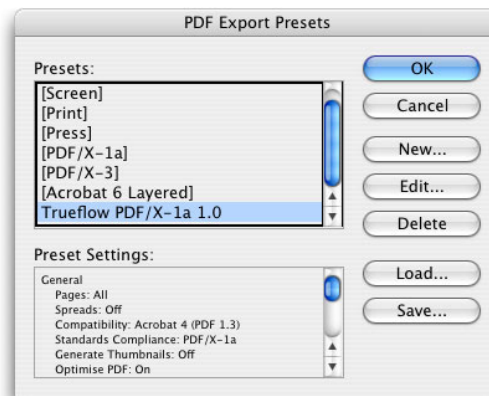 PDF Export Presets
Presets:
[Screen]
[Print]
[Press]
[PDF/X-1a]
[PDF/X-3]
[Acrobat 6 Layered]
Trueflow PDF/X-1a 1.0
OK
Cancel
New...
Edit...
Delete
Load...
Save...
Preset Settings:
General
Pages: All
Spreads: Off
Compatibility: Acrobat 4 (PDF 1.3)
Standards Compliance: PDF/X-1a
Generate Thumbnails: Off
Optimise PDF: On